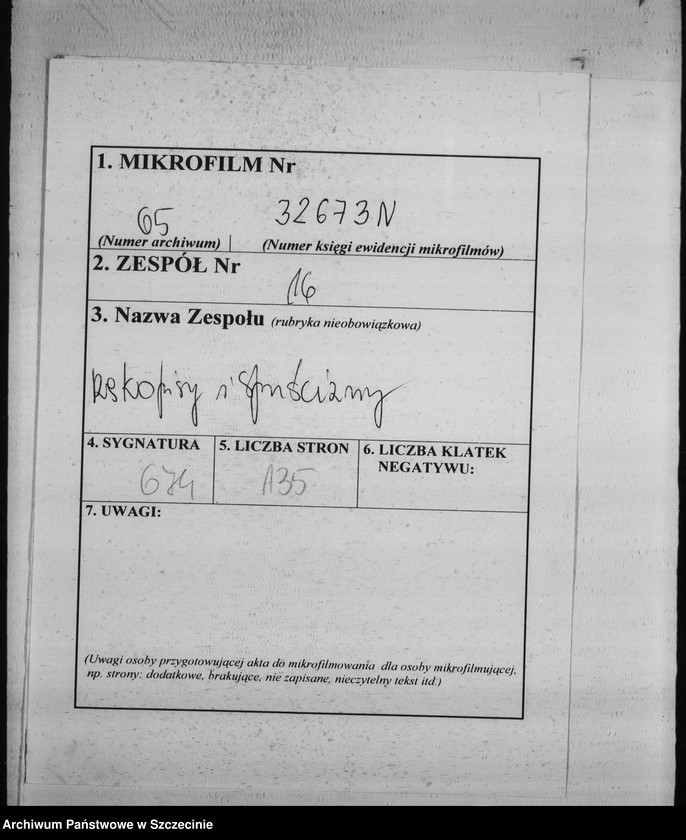 1. MIKROFILM Nr
65 32673N
(Numer archiwum) | (Numer księgi ewidencji mikrofilmów)
2. ZESPÓŁ Nr
16
3. Nazwa Zespołu (rubryka nieobowiązkowa)
Rękopisy i Spuścizny
4. SYGNATURA 5. LICZBA STRON 6. LICZBA KLATEK
NEGATYWU:
674 135
7. UWAGI:
(Uwagi osoby przygotowującej akta do mikrofilmowania dla osoby mikrofilmującej,
np. strony: dodatkowe, brakujące, nie zapisane, nieczytelny tekst itd.)
Archiwum Państwowe w Szczecinie